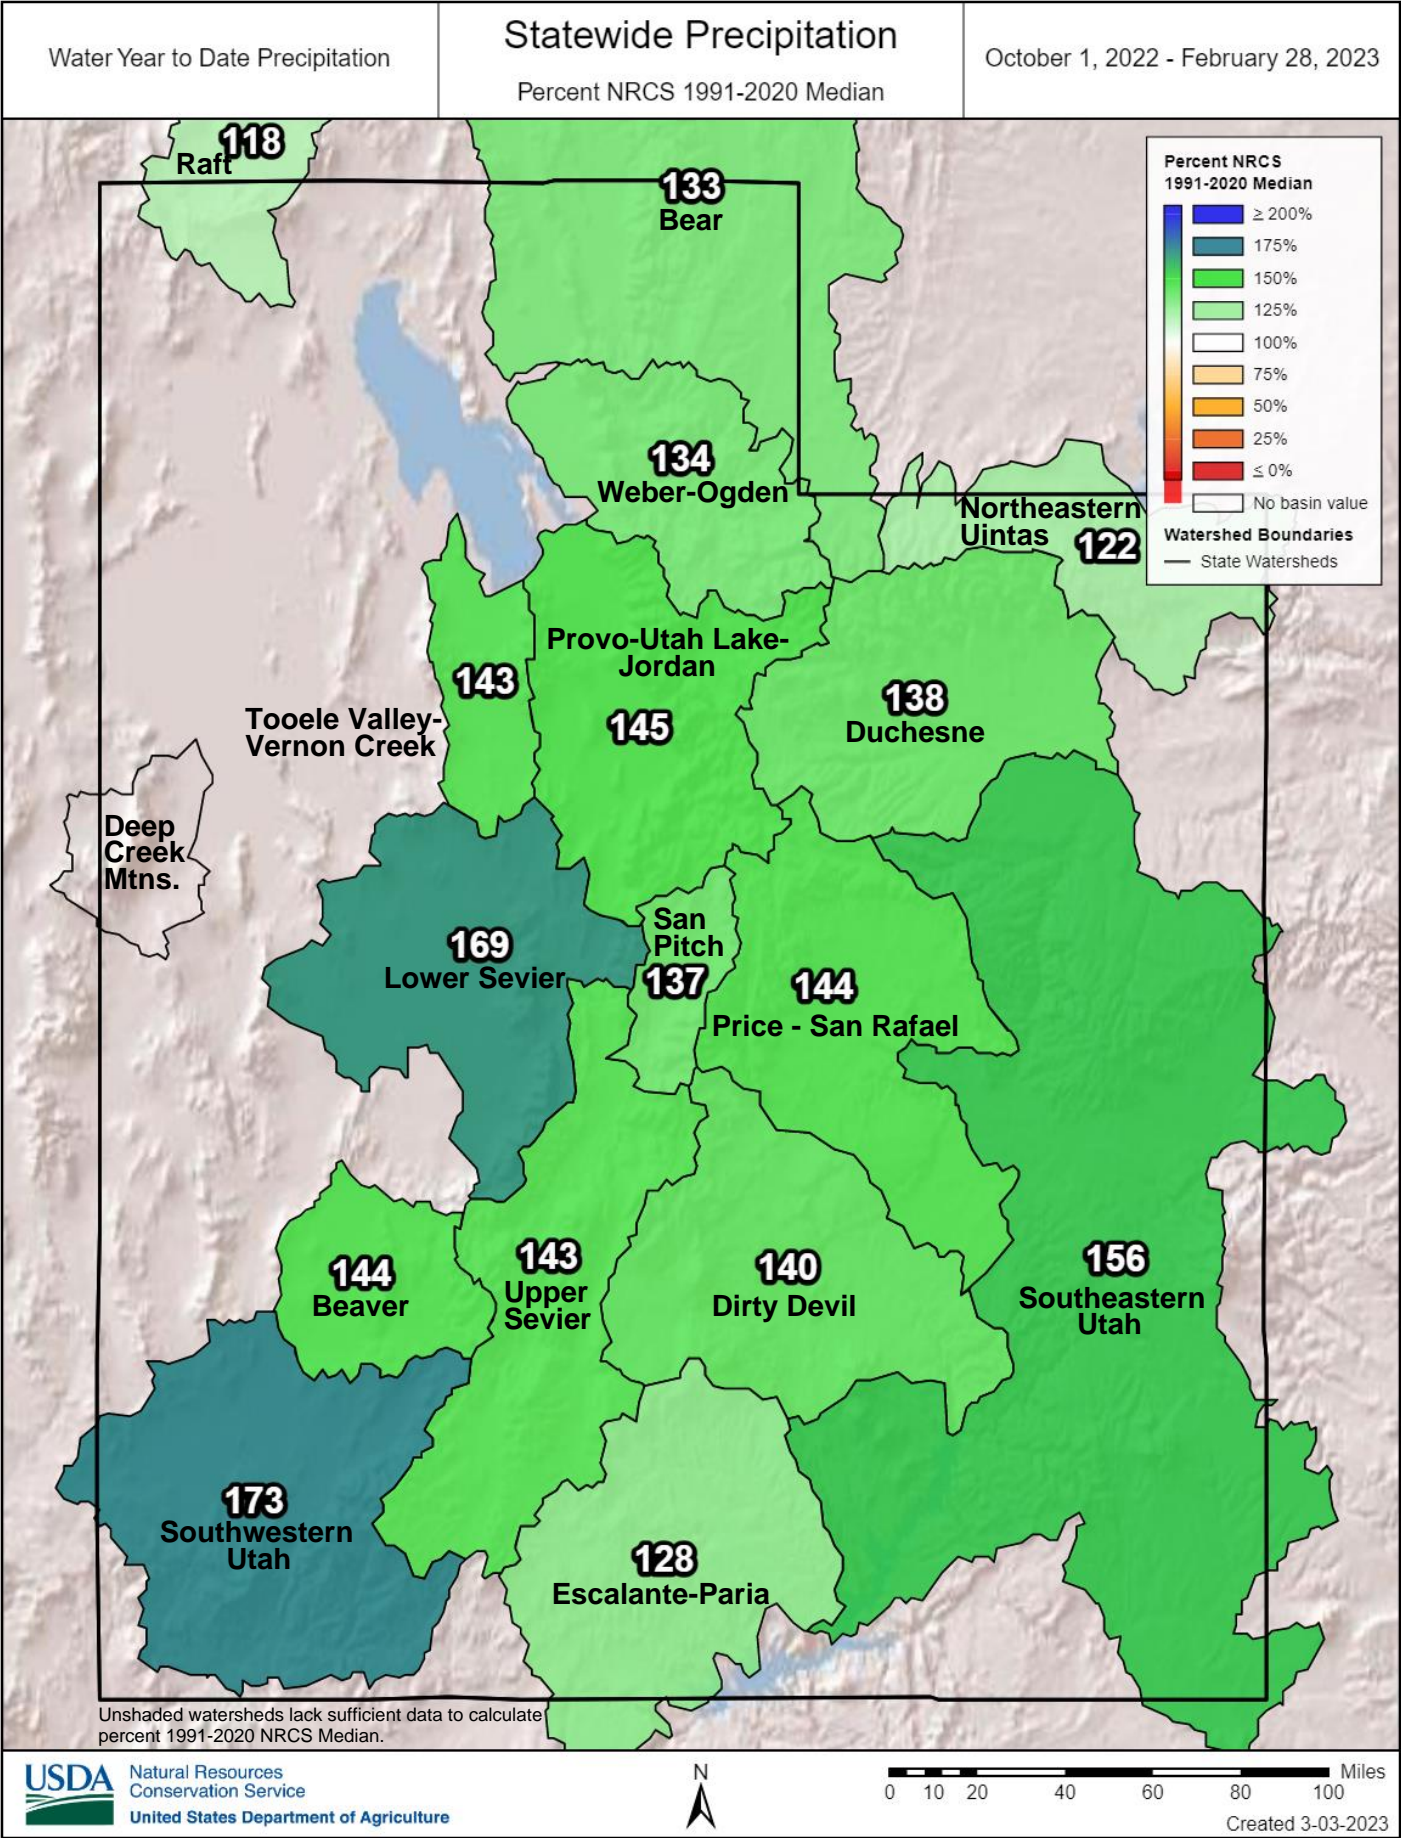 Water Year to Date Precipitation
Statewide Precipitation
Percent NRCS 1991-2020 Median
October 1, 2022 - February 28, 2023
118
Raft
133
Bear
Percent NRCS
1991-2020 Median
≥ 200%
175%
150%
125%
100%
75%
50%
25%
≤ 0%
No basin value
Watershed Boundaries
State Watersheds
134
Weber-Ogden
Northeastern
Uintas
122
Provo-Utah Lake-
Jordan
145
143
Tooele Valley-
Vernon Creek
138
Duchesne
Deep
Creek
Mtns.
169
Lower Sevier
San
Pitch
137
144
Price - San Rafael
144
Beaver
143
Upper
Sevier
140
Dirty Devil
156
Southeastern
Utah
173
Southwestern
Utah
128
Escalante-Paria
Unshaded watersheds lack sufficient data to calculate
percent 1991-2020 NRCS Median.
USDA
Natural Resources
Conservation Service
United States Department of Agriculture
N
Miles
0 10 20 40 60 80 100
Created 3-03-2023